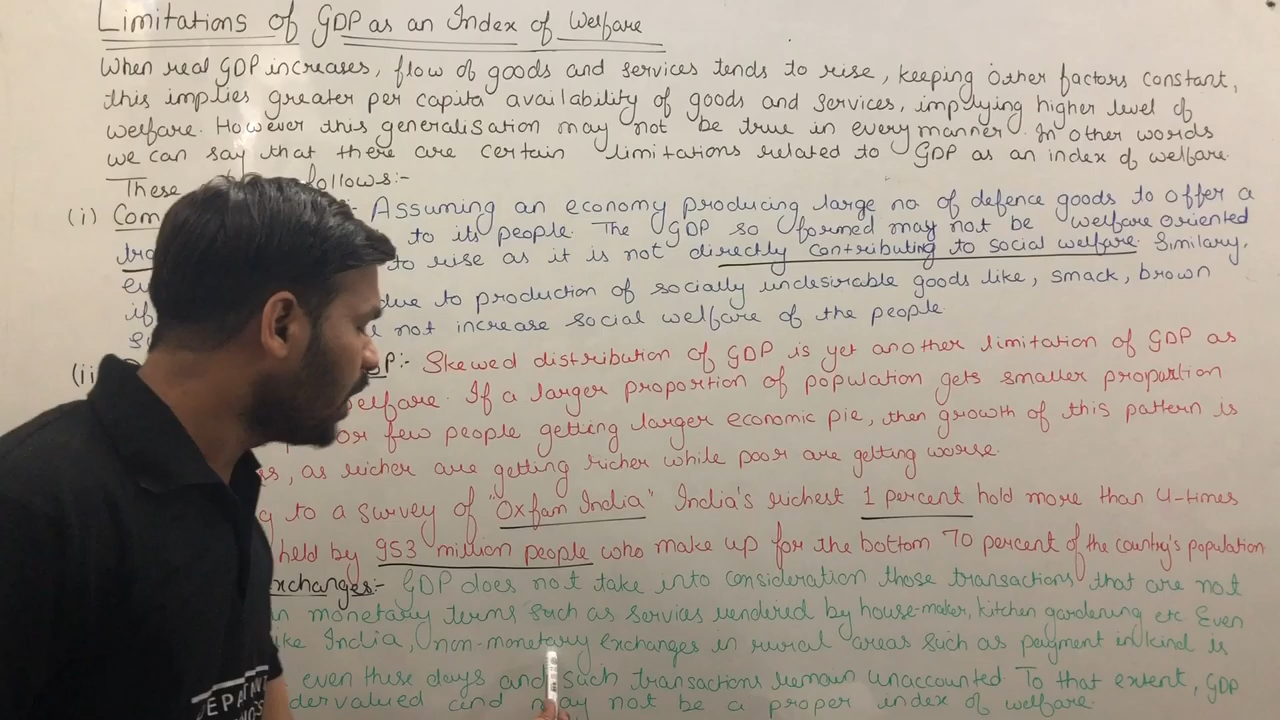 Limitations of GDP as an Index of Welfare
When real GDP increases, flow of goods and services tends to rise, keeping other factors constant,
this implies greater per capita availability of goods and services, implying higher level of
welfare. However this generalisation may not be true in every manner. In other words
we can say that there are certain limitations related to GDP as an index of welfare.
These follows:-
(i) Com :- Assuming an economy producing large no of defence goods to offer a
to its people. The GDP so formed may not be welfare oriented
to rise as it is not directly contributing to social welfare. Similary,
due to production of socially undesirable goods like, smack, brown
if not increase social welfare of the people.
(ii P:- Skewed distribution of GDP is yet another limitation of GDP as
welfare. If a larger proportion of population gets smaller propartion
or few people getting larger economic pie, then growth of this pattern is
ss, as richer are getting richer while poor are getting worse.
g to a survey of "Oxfam India" India's richest 1 percent hold more than 4-times
held by 953 million people who make up for the bottom 70 percent of the country's population
xchanges:- GDP does not take into consideration those transactions that are not
in monetary terms such as servias rendered by house-maker, kitchen gardening etc Even
ike India, non-monetary exchanges in rural areas such as payment in kind is
even these days and such transactions remain unaccounted To that extent, GDP
dervalued and may not be a proper index of welfare.
DEPA